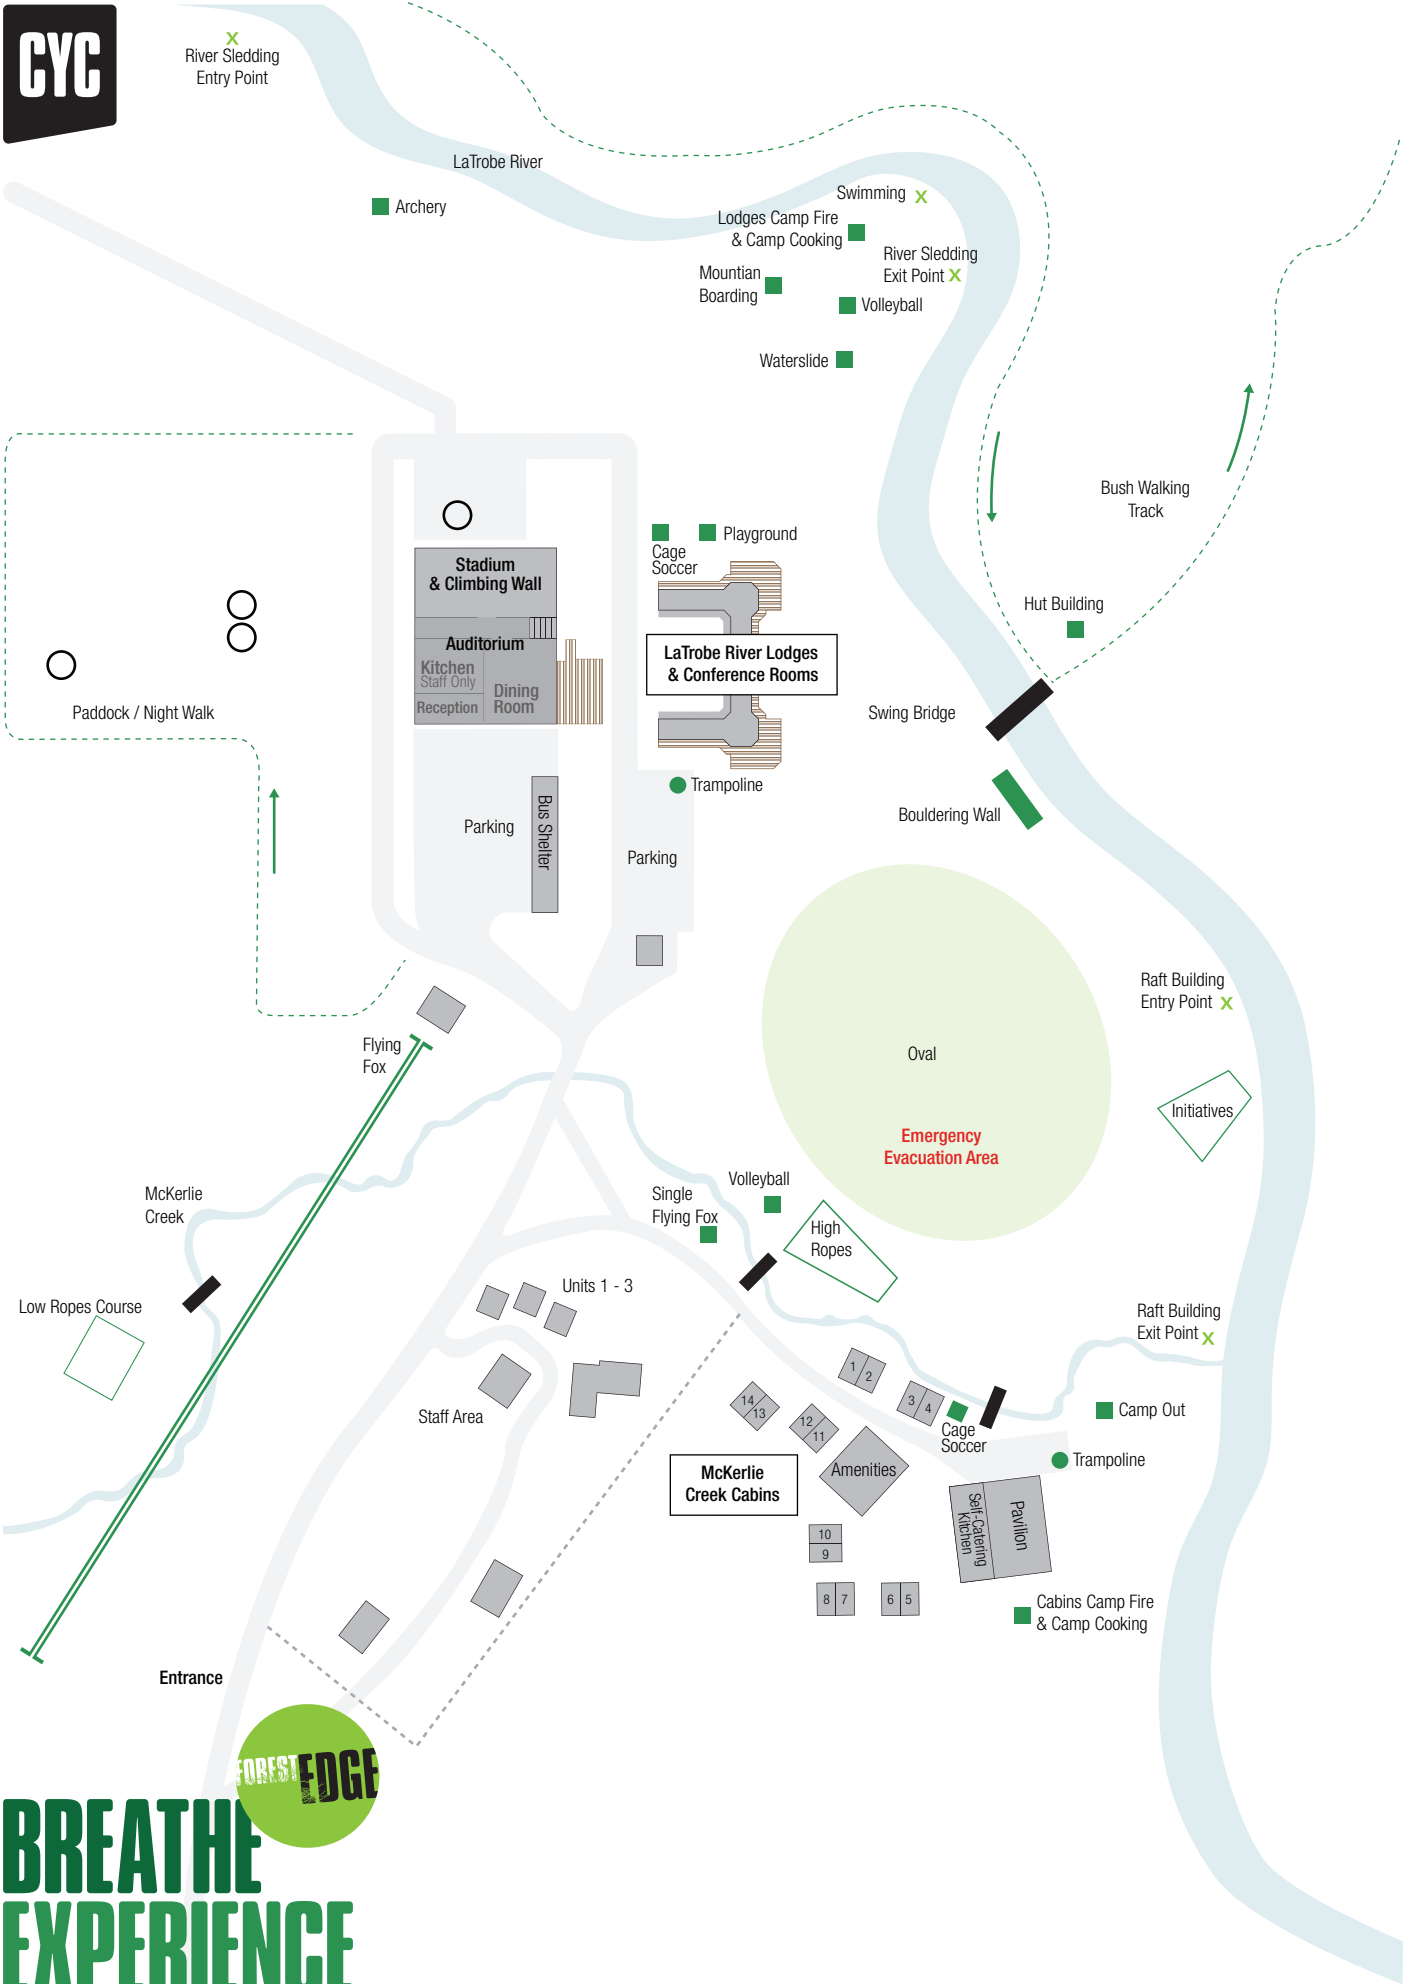 CYC
X
River Sledding
Entry Point
LaTrobe River
Archery
Swimming X
Lodges Camp Fire
& Camp Cooking
River Sledding
Exit Point X
Mountian
Boarding
Volleyball
Waterslide
Bush Walking
Track
Cage
Soccer
Playground
Stadium
& Climbing Wall
Auditorium
Kitchen
Staff Only
Reception
Dining
Room
LaTrobe River Lodges
& Conference Rooms
Hut Building
Swing Bridge
Paddock / Night Walk
Trampoline
Bouldering Wall
Parking
Bus Shelter
Parking
Raft Building
Entry Point X
Flying
Fox
Oval
Initiatives
Emergency
Evacuation Area
McKerlie
Creek
Single
Flying Fox
Volleyball
High
Ropes
Units 1 - 3
Low Ropes Course
Raft Building
Exit Point X
1
2
3
4
14
13
12
11
Staff Area
Cage
Soccer
Camp Out
Trampoline
McKerlie
Creek Cabins
Amenities
Self-Catering
Kitchen
Pavilion
10
9
8
7
6
5
Cabins Camp Fire
& Camp Cooking
Entrance
FOREST EDGE
BREATHE
EXPERIENCE